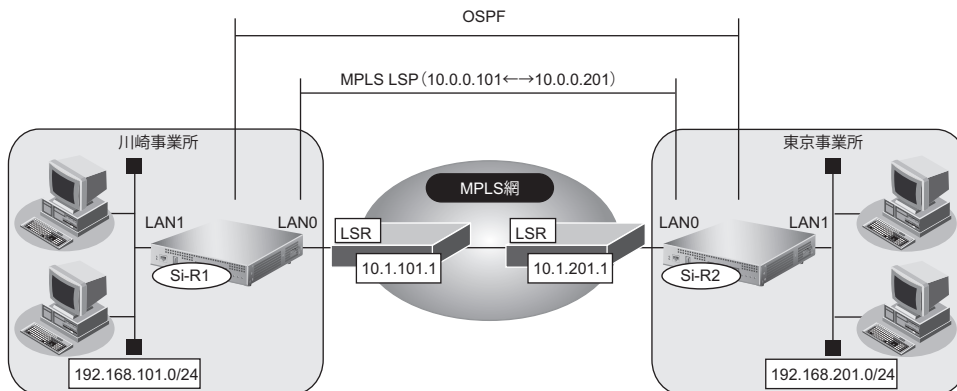 OSPF
MPLS LSP（10.0.0.101←→10.0.0.201）
川崎事業所
東京事業所
MPLS網
LAN1
LAN0
LSR
LSR
LAN0
LAN1
Si-R1
10.1.101.1
10.1.201.1
Si-R2
192.168.101.0/24
192.168.201.0/24